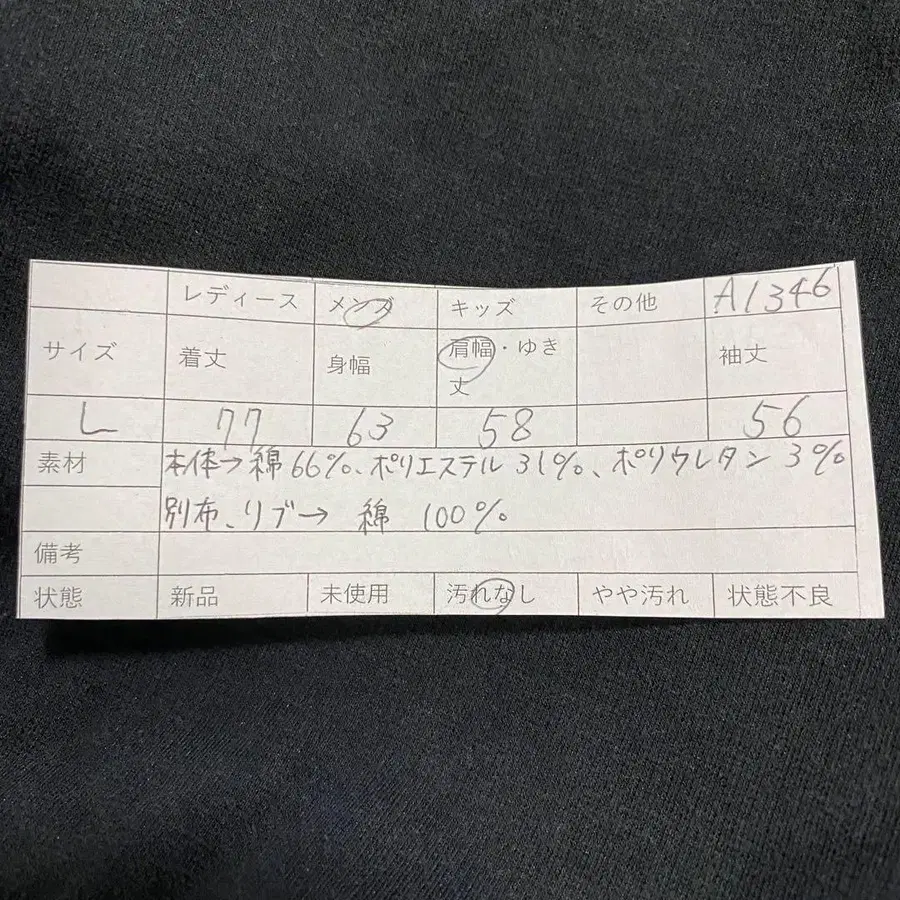 レディース メンズ キッズ その他 A1346
サイズ 着丈 身幅 肩幅・ゆき丈 袖丈
L 77 63 58 56
素材 本体→綿66%、ポリエステル31%、ポリウレタン3%
別布、リブ→ 綿 100%
備考
状態 新品 未使用 汚れなし やや汚れ 状態不良